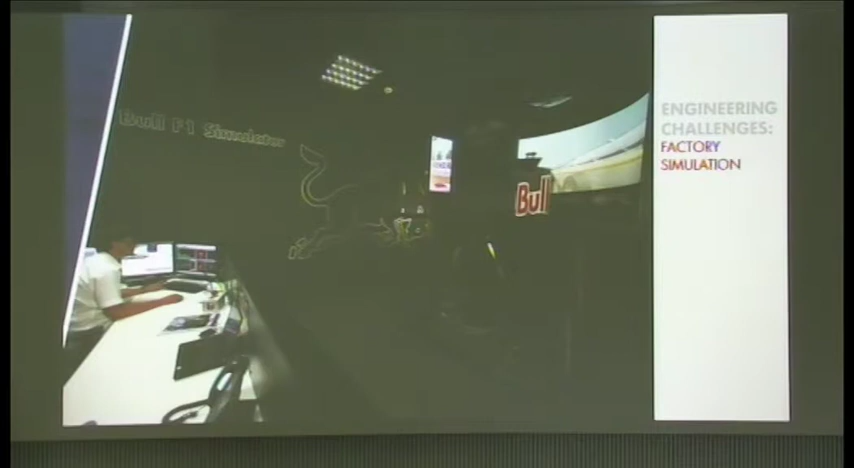 Bull F1 Simulator
Bull
ENGINEERING
CHALLENGES:
FACTORY
SIMULATION